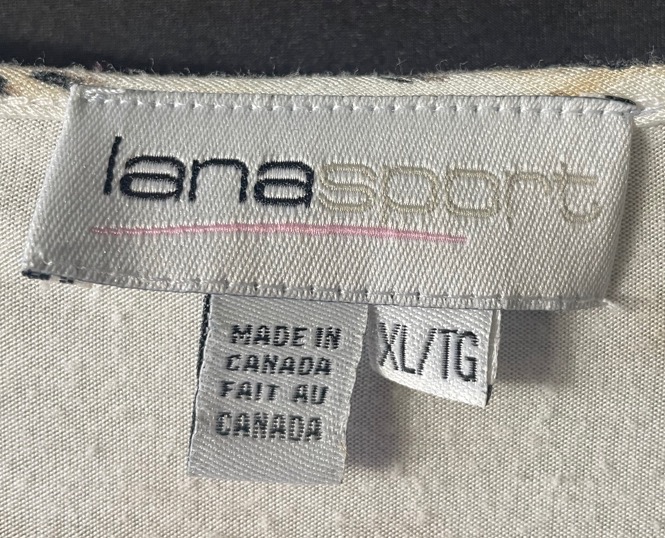 lanasport
MADE IN
CANADA
FAIT AU
CANADA
XL/TG